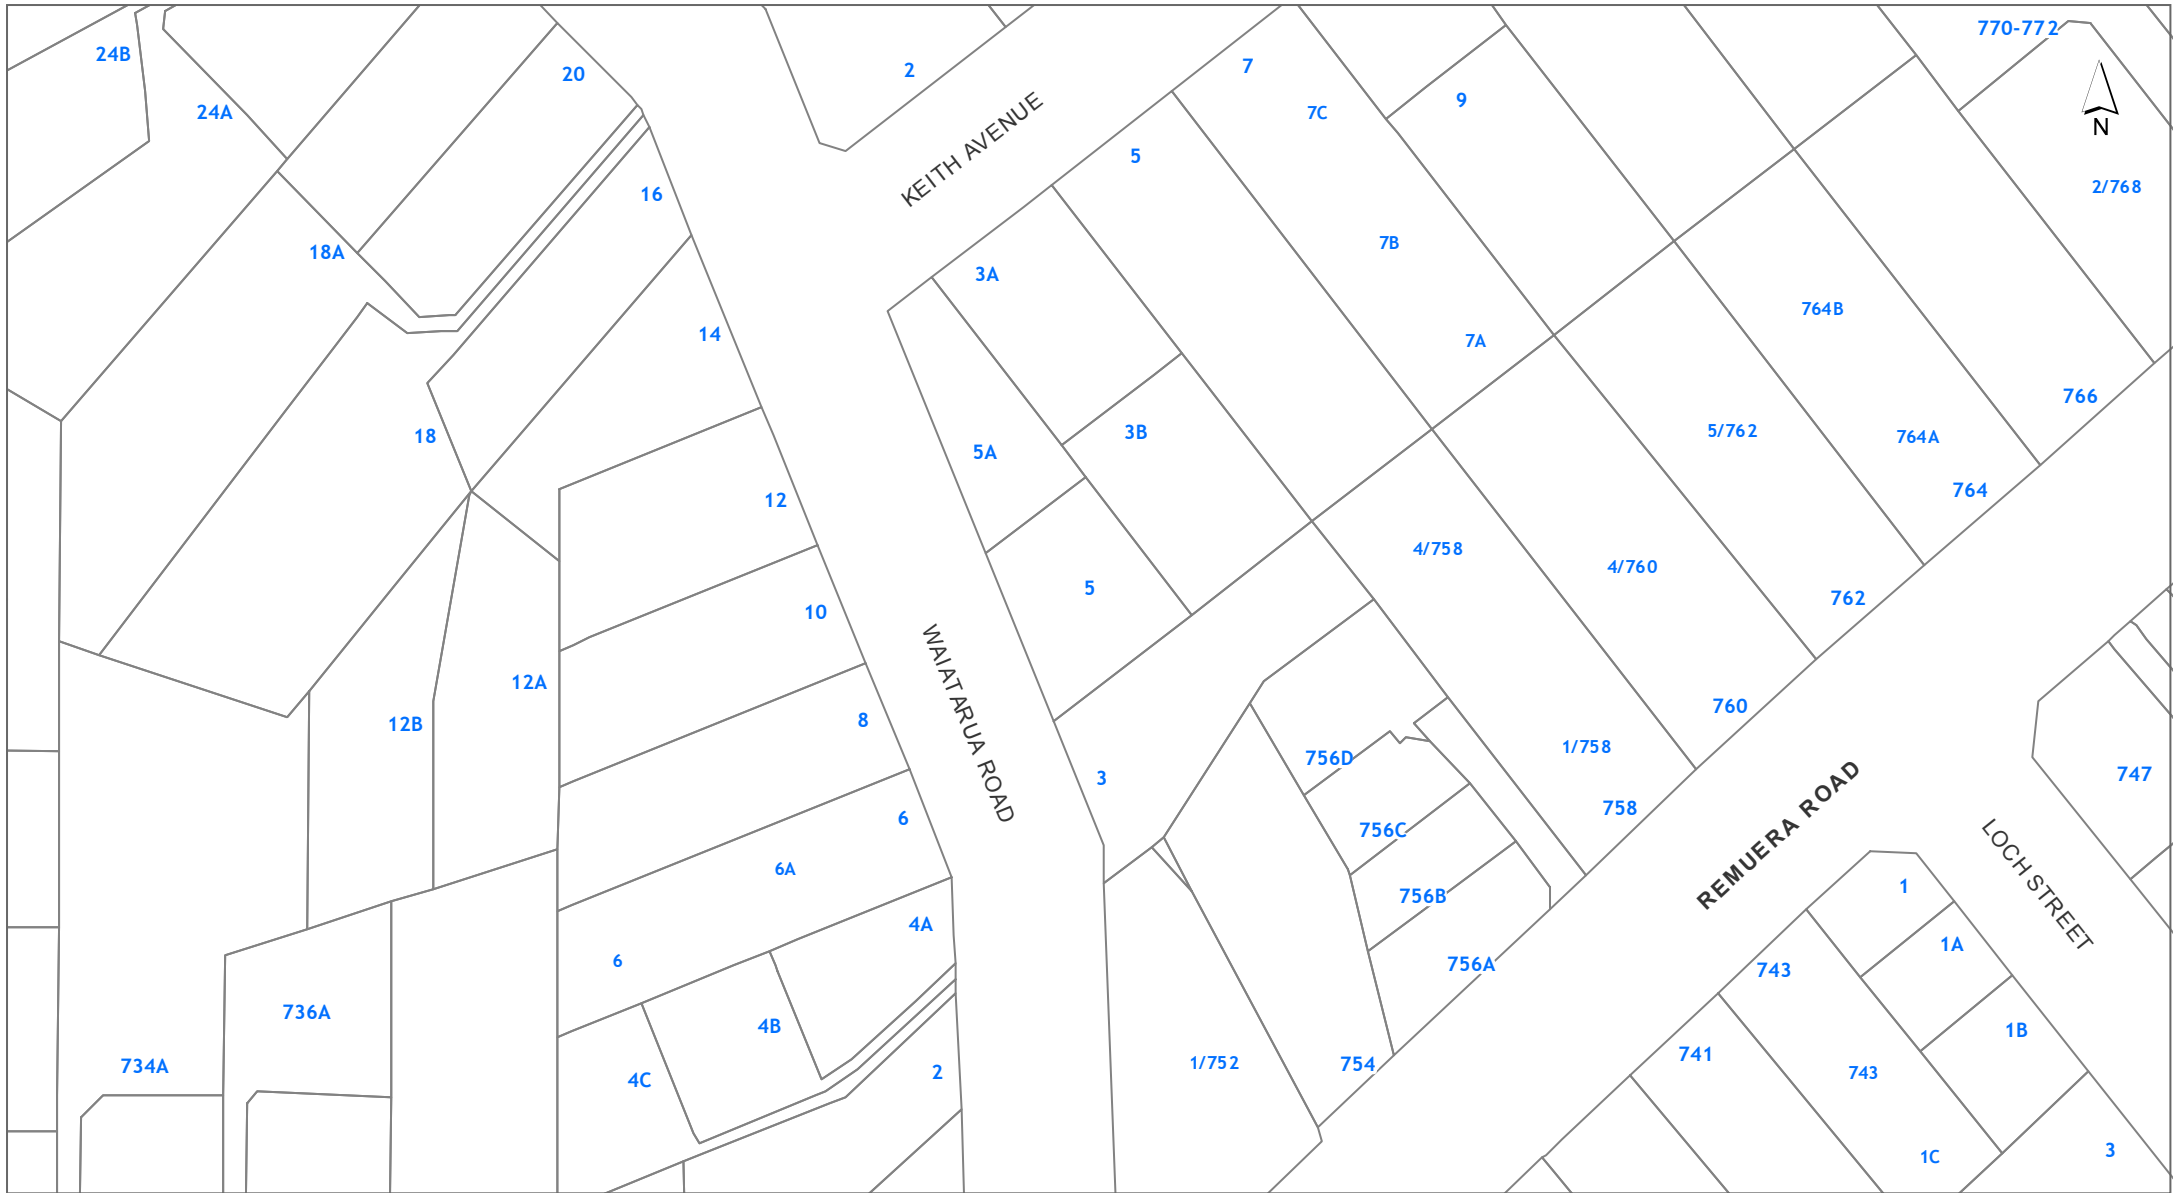 770-772
24B
2
7
20
9
24A
7C
KEITH AVENUE
N
5
2/768
16
7B
18A
3A
764B
14
7A
766
3B
5/762
764A
18
5A
764
12
4/758
4/760
5
762
10
WAIATARUA ROAD
12A
760
8
12B
1/758
756D
3
747
REMUERA ROAD
758
6
756C
LOCH STREET
6A
1
756B
4A
1A
6
756A
743
736A
4B
1B
741
734A
1/752
754
2
743
4C
3
1C